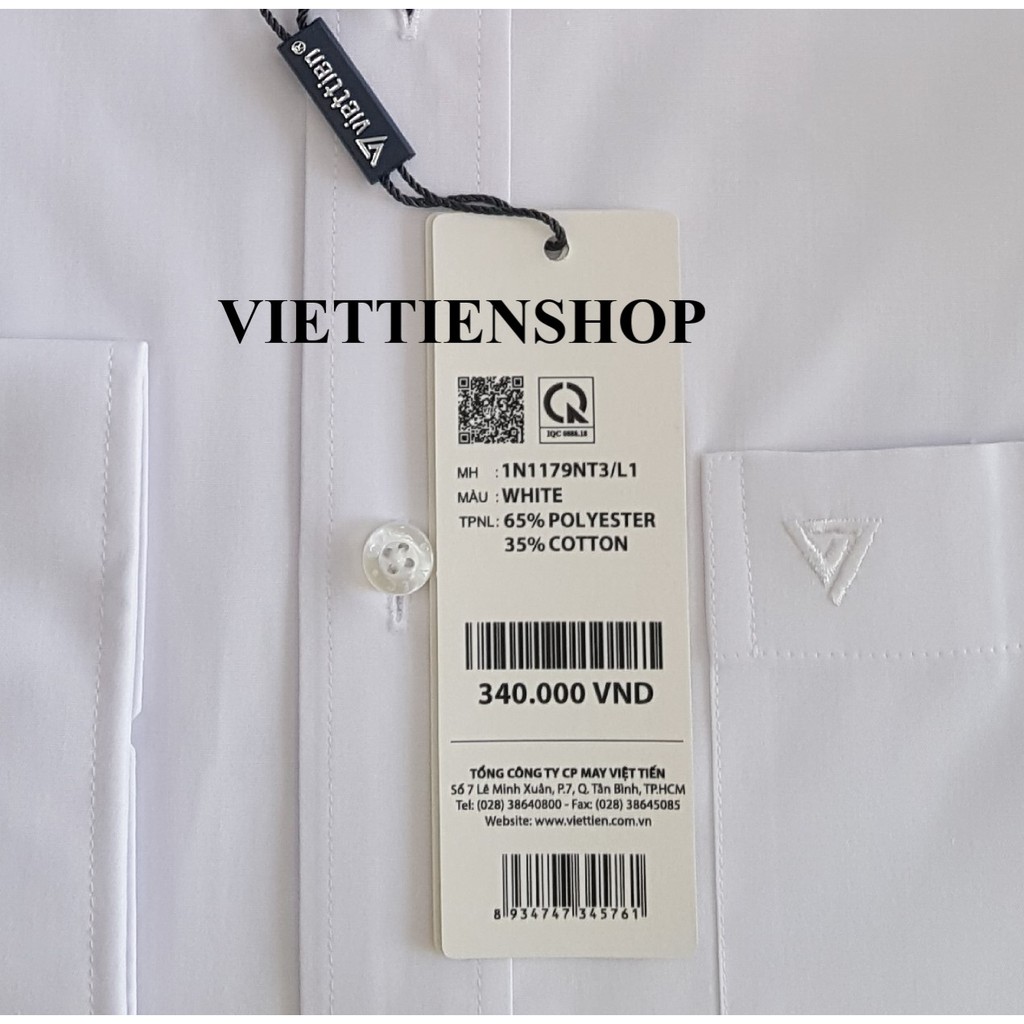 viettien®
VIETTIENSHOP
IQC 0886.18
MH : 1N1179NT3/L1
MÀU : WHITE
TPNL: 65% POLYESTER
35% COTTON
340.000 VND
TỔNG CÔNG TY CP MAY VIỆT TIẾN
Số 7 Lê Minh Xuân, P.7, Q. Tân Bình, TP.HCM
Tel: (028) 38640800 - Fax: (028) 38645085
Website: www.viettien.com.vn
8 934747 345761